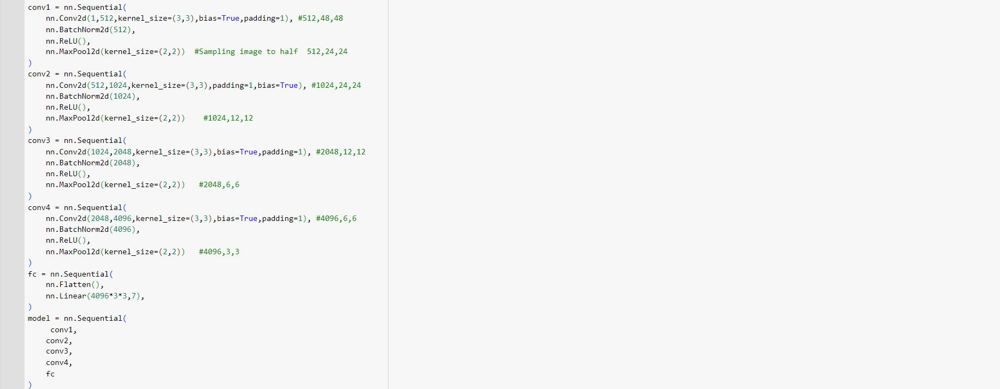 conv1 = nn.Sequential(
    nn.Conv2d(1,512,kernel_size=(3,3),bias=True,padding=1), #512,48,48
    nn.BatchNorm2d(512),
    nn.ReLU(),
    nn.MaxPool2d(kernel_size=(2,2))  #Sampling image to half  512,24,24
)
conv2 = nn.Sequential(
    nn.Conv2d(512,1024,kernel_size=(3,3),padding=1,bias=True), #1024,24,24
    nn.BatchNorm2d(1024),
    nn.ReLU(),
    nn.MaxPool2d(kernel_size=(2,2))    #1024,12,12
)
conv3 = nn.Sequential(
    nn.Conv2d(1024,2048,kernel_size=(3,3),bias=True,padding=1), #2048,12,12
    nn.BatchNorm2d(2048),
    nn.ReLU(),
    nn.MaxPool2d(kernel_size=(2,2))   #2048,6,6
)
conv4 = nn.Sequential(
    nn.Conv2d(2048,4096,kernel_size=(3,3),bias=True,padding=1), #4096,6,6
    nn.BatchNorm2d(4096),
    nn.ReLU(),
    nn.MaxPool2d(kernel_size=(2,2))   #4096,3,3
)
fc = nn.Sequential(
    nn.Flatten(),
    nn.Linear(4096*3*3,7),
)
model = nn.Sequential(
     conv1,
    conv2,
    conv3,
    conv4,
    fc
)